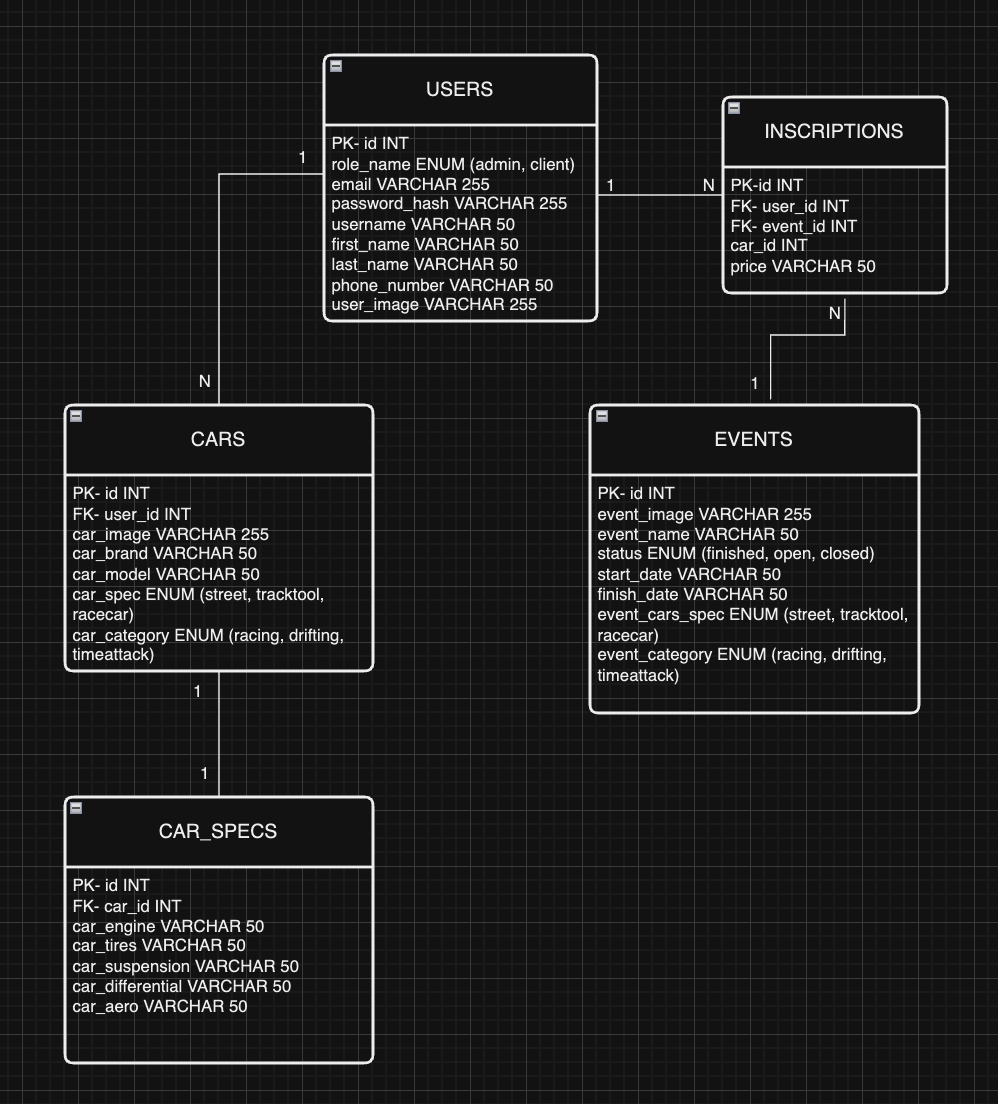 USERS
PK- id INT
role_name ENUM (admin, client)
email VARCHAR 255
password_hash VARCHAR 255
username VARCHAR 50
first_name VARCHAR 50
last_name VARCHAR 50
phone_number VARCHAR 50
user_image VARCHAR 255
1
1
N
INSCRIPTIONS
PK-id INT
FK- user_id INT
FK- event_id INT
car_id INT
price VARCHAR 50
N
1
N
CARS
PK- id INT
FK- user_id INT
car_image VARCHAR 255
car_brand VARCHAR 50
car_model VARCHAR 50
car_spec ENUM (street, tracktool,
racecar)
car_category ENUM (racing, drifting,
timeattack)
EVENTS
PK- id INT
event_image VARCHAR 255
event_name VARCHAR 50
status ENUM (finished, open, closed)
start_date VARCHAR 50
finish_date VARCHAR 50
event_cars_spec ENUM (street, tracktool,
racecar)
event_category ENUM (racing, drifting,
timeattack)
1
1
CAR_SPECS
PK- id INT
FK- car_id INT
car_engine VARCHAR 50
car_tires VARCHAR 50
car_suspension VARCHAR 50
car_differential VARCHAR 50
car_aero VARCHAR 50